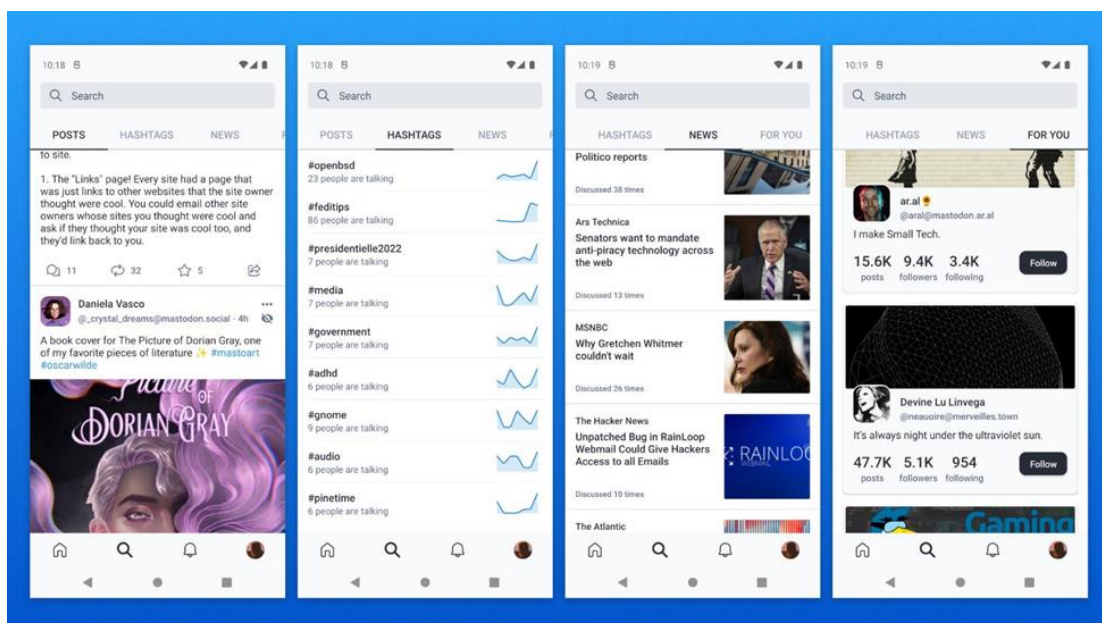 10:18
Search
POSTS HASHTAGS NEWS
to site.
1. The "Links" page! Every site had a page that
was just links to other websites that the site owner
thought were cool. You could email other site
owners whose sites you thought were cool and
ask if they thought your site was cool too, and
they'd link back to you.
11 32 5
Daniela Vasco
@_crystal_dreams@mastodon.social · 4h
A book cover for The Picture of Dorian Gray, one
of my favorite pieces of literature ✨ #mastoart
#oscarwilde
Picture
OF
DORIAN GRAY
10:18
Search
POSTS HASHTAGS NEWS
#openbsd
23 people are talking
#feditips
86 people are talking
#presidentielle2022
7 people are talking
#media
7 people are talking
#government
7 people are talking
#adhd
6 people are talking
#gnome
9 people are talking
#audio
6 people are talking
#pinetime
6 people are talking
10:19
Search
HASHTAGS NEWS FOR YOU
Politico reports
Discussed 38 times
Ars Technica
Senators want to mandate
anti-piracy technology across
the web
Discussed 13 times
MSNBC
Why Gretchen Whitmer
couldn't wait
Discussed 26 times
The Hacker News
Unpatched Bug in RainLoop
Webmail Could Give Hackers
Access to all Emails
RAINLOO
WEBMAIL
Discussed 10 times
The Atlantic
10:19
Search
HASHTAGS NEWS FOR YOU
ar.al🌻
@aral@mastodon.ar.al
I make Small Tech.
15.6K 9.4K 3.4K
posts followers following
Follow
Devine Lu Linvega
@neauoire@merveilles.town
It's always night under the ultraviolet sun.
47.7K 5.1K 954
posts followers following
Follow
Gaming